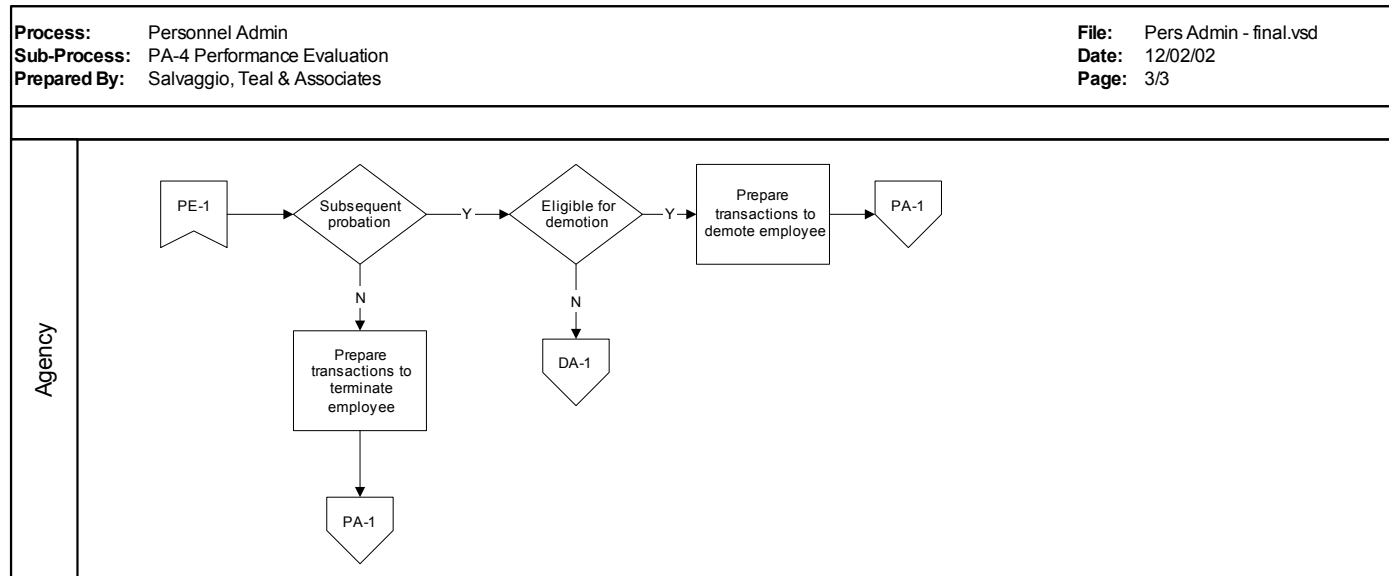 Process: Personnel Admin
File: Pers Admin - final.vsd
Sub-Process: PA-4 Performance Evaluation
Date: 12/02/02
Prepared By: Salvaggio, Teal & Associates
Page: 3/3
Agency
PE-1
Subsequent
probation
Y
Eligible for
demotion
Y
Prepare
transactions to
demote employee
PA-1
N
N
Prepare
transactions to
terminate
employee
DA-1
PA-1